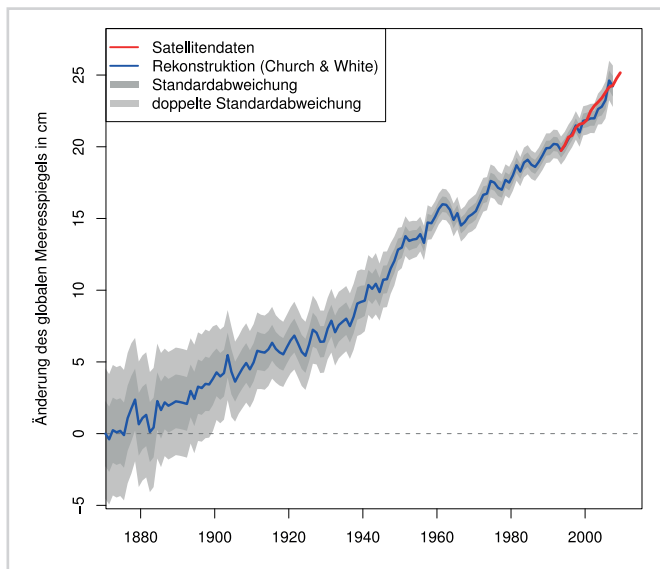 Satellitendaten
Rekonstruktion (Church & White)
Standardabweichung
doppelte Standardabweichung
Änderung des globalen Meeresspiegels in cm
25
20
15
10
5
0
−5
1880 1900 1920 1940 1960 1980 2000